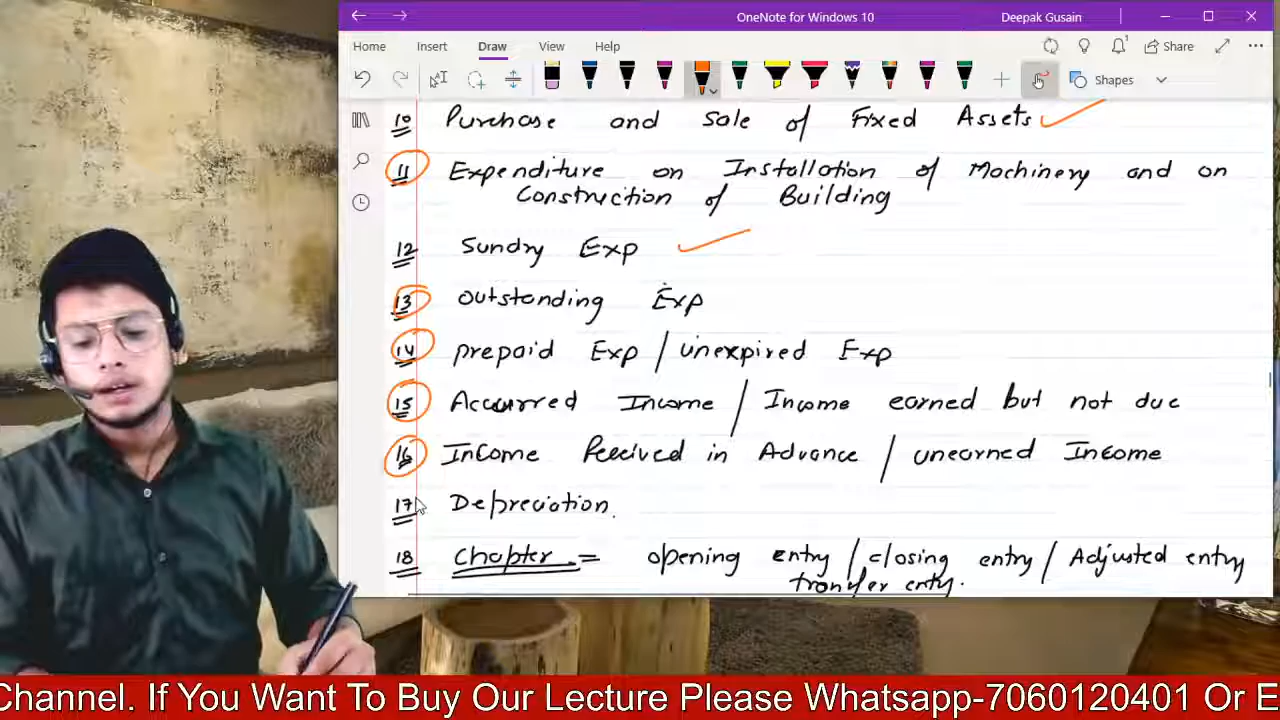 OneNote for Windows 10
Deepak Gusain
Home Insert Draw View Help
Share
Shapes
10 Purchase and Sale of Fixed Assets
11 Expenditure on Installation of Machinery and on
Construction of Building
12 Sundry Exp
13 Outstanding Exp
14 prepaid Exp / unexpired Exp
15 Accurred Income / Income earned but not due
16 Income Received in Advance / unearned Income
17 Depreciation.
18 Chapter = opening entry / closing entry / Adjusted entry
transfer entry.
Channel. If You Want To Buy Our Lecture Please Whatsapp-7060120401 Or E